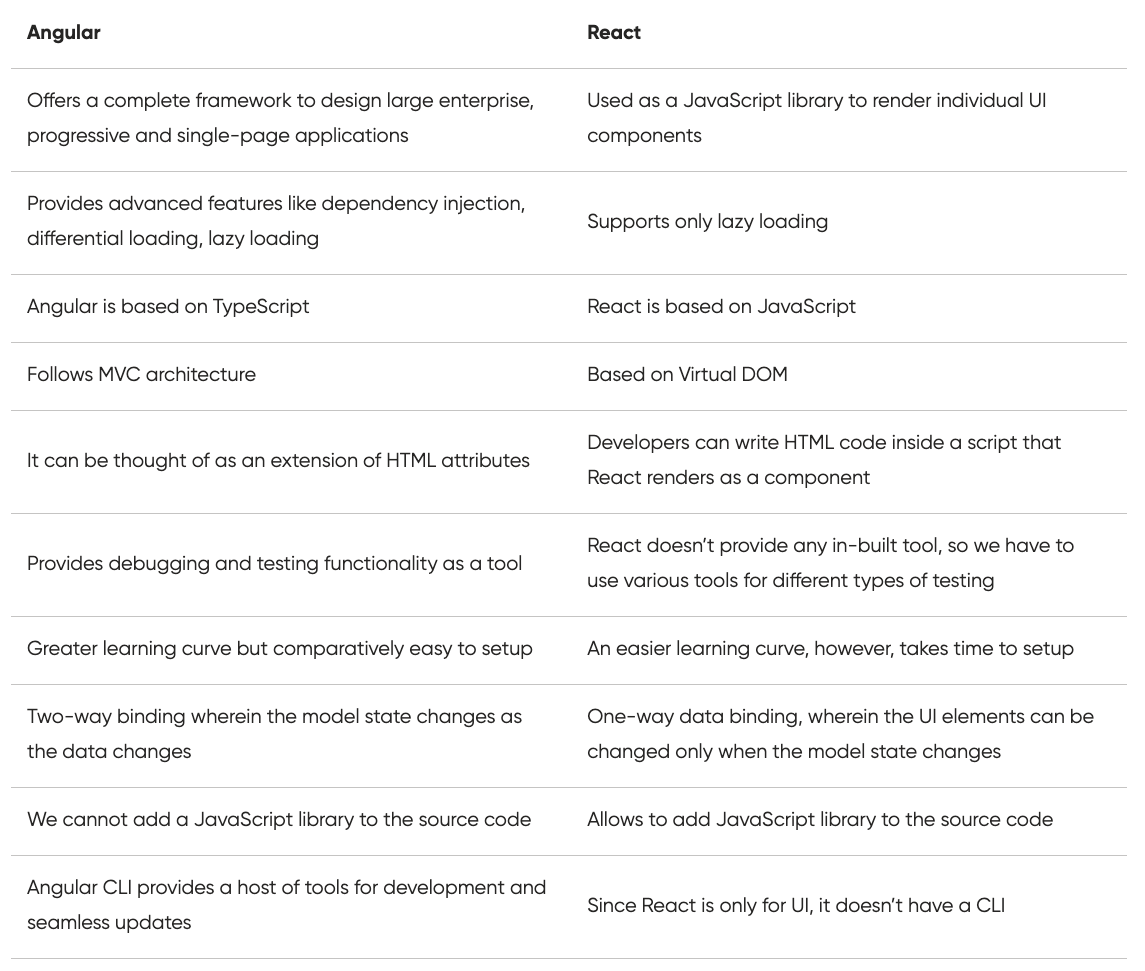 Angular
React
Offers a complete framework to design large enterprise,
progressive and single-page applications
Used as a JavaScript library to render individual UI
components
Provides advanced features like dependency injection,
differential loading, lazy loading
Supports only lazy loading
Angular is based on TypeScript
React is based on JavaScript
Follows MVC architecture
Based on Virtual DOM
It can be thought of as an extension of HTML attributes
Developers can write HTML code inside a script that
React renders as a component
Provides debugging and testing functionality as a tool
React doesn’t provide any in-built tool, so we have to
use various tools for different types of testing
Greater learning curve but comparatively easy to setup
An easier learning curve, however, takes time to setup
Two-way binding wherein the model state changes as
the data changes
One-way data binding, wherein the UI elements can be
changed only when the model state changes
We cannot add a JavaScript library to the source code
Allows to add JavaScript library to the source code
Angular CLI provides a host of tools for development and
seamless updates
Since React is only for UI, it doesn’t have a CLI